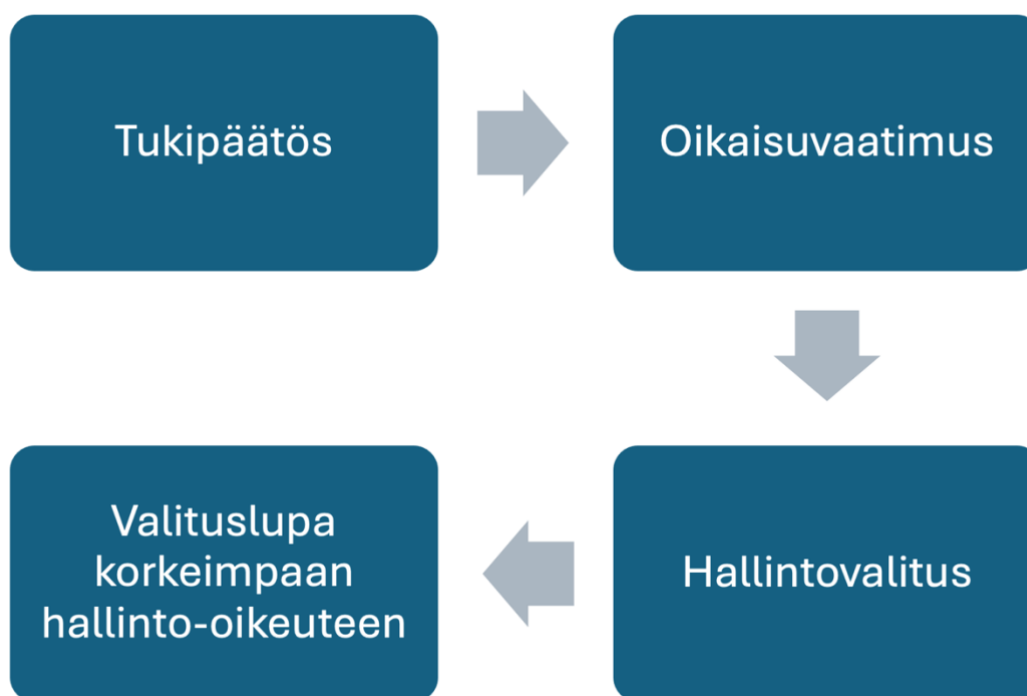 Tukipäätös
Oikaisuvaatimus
Hallintovalitus
Valituslupa
korkeimpaan
hallinto-oikeuteen